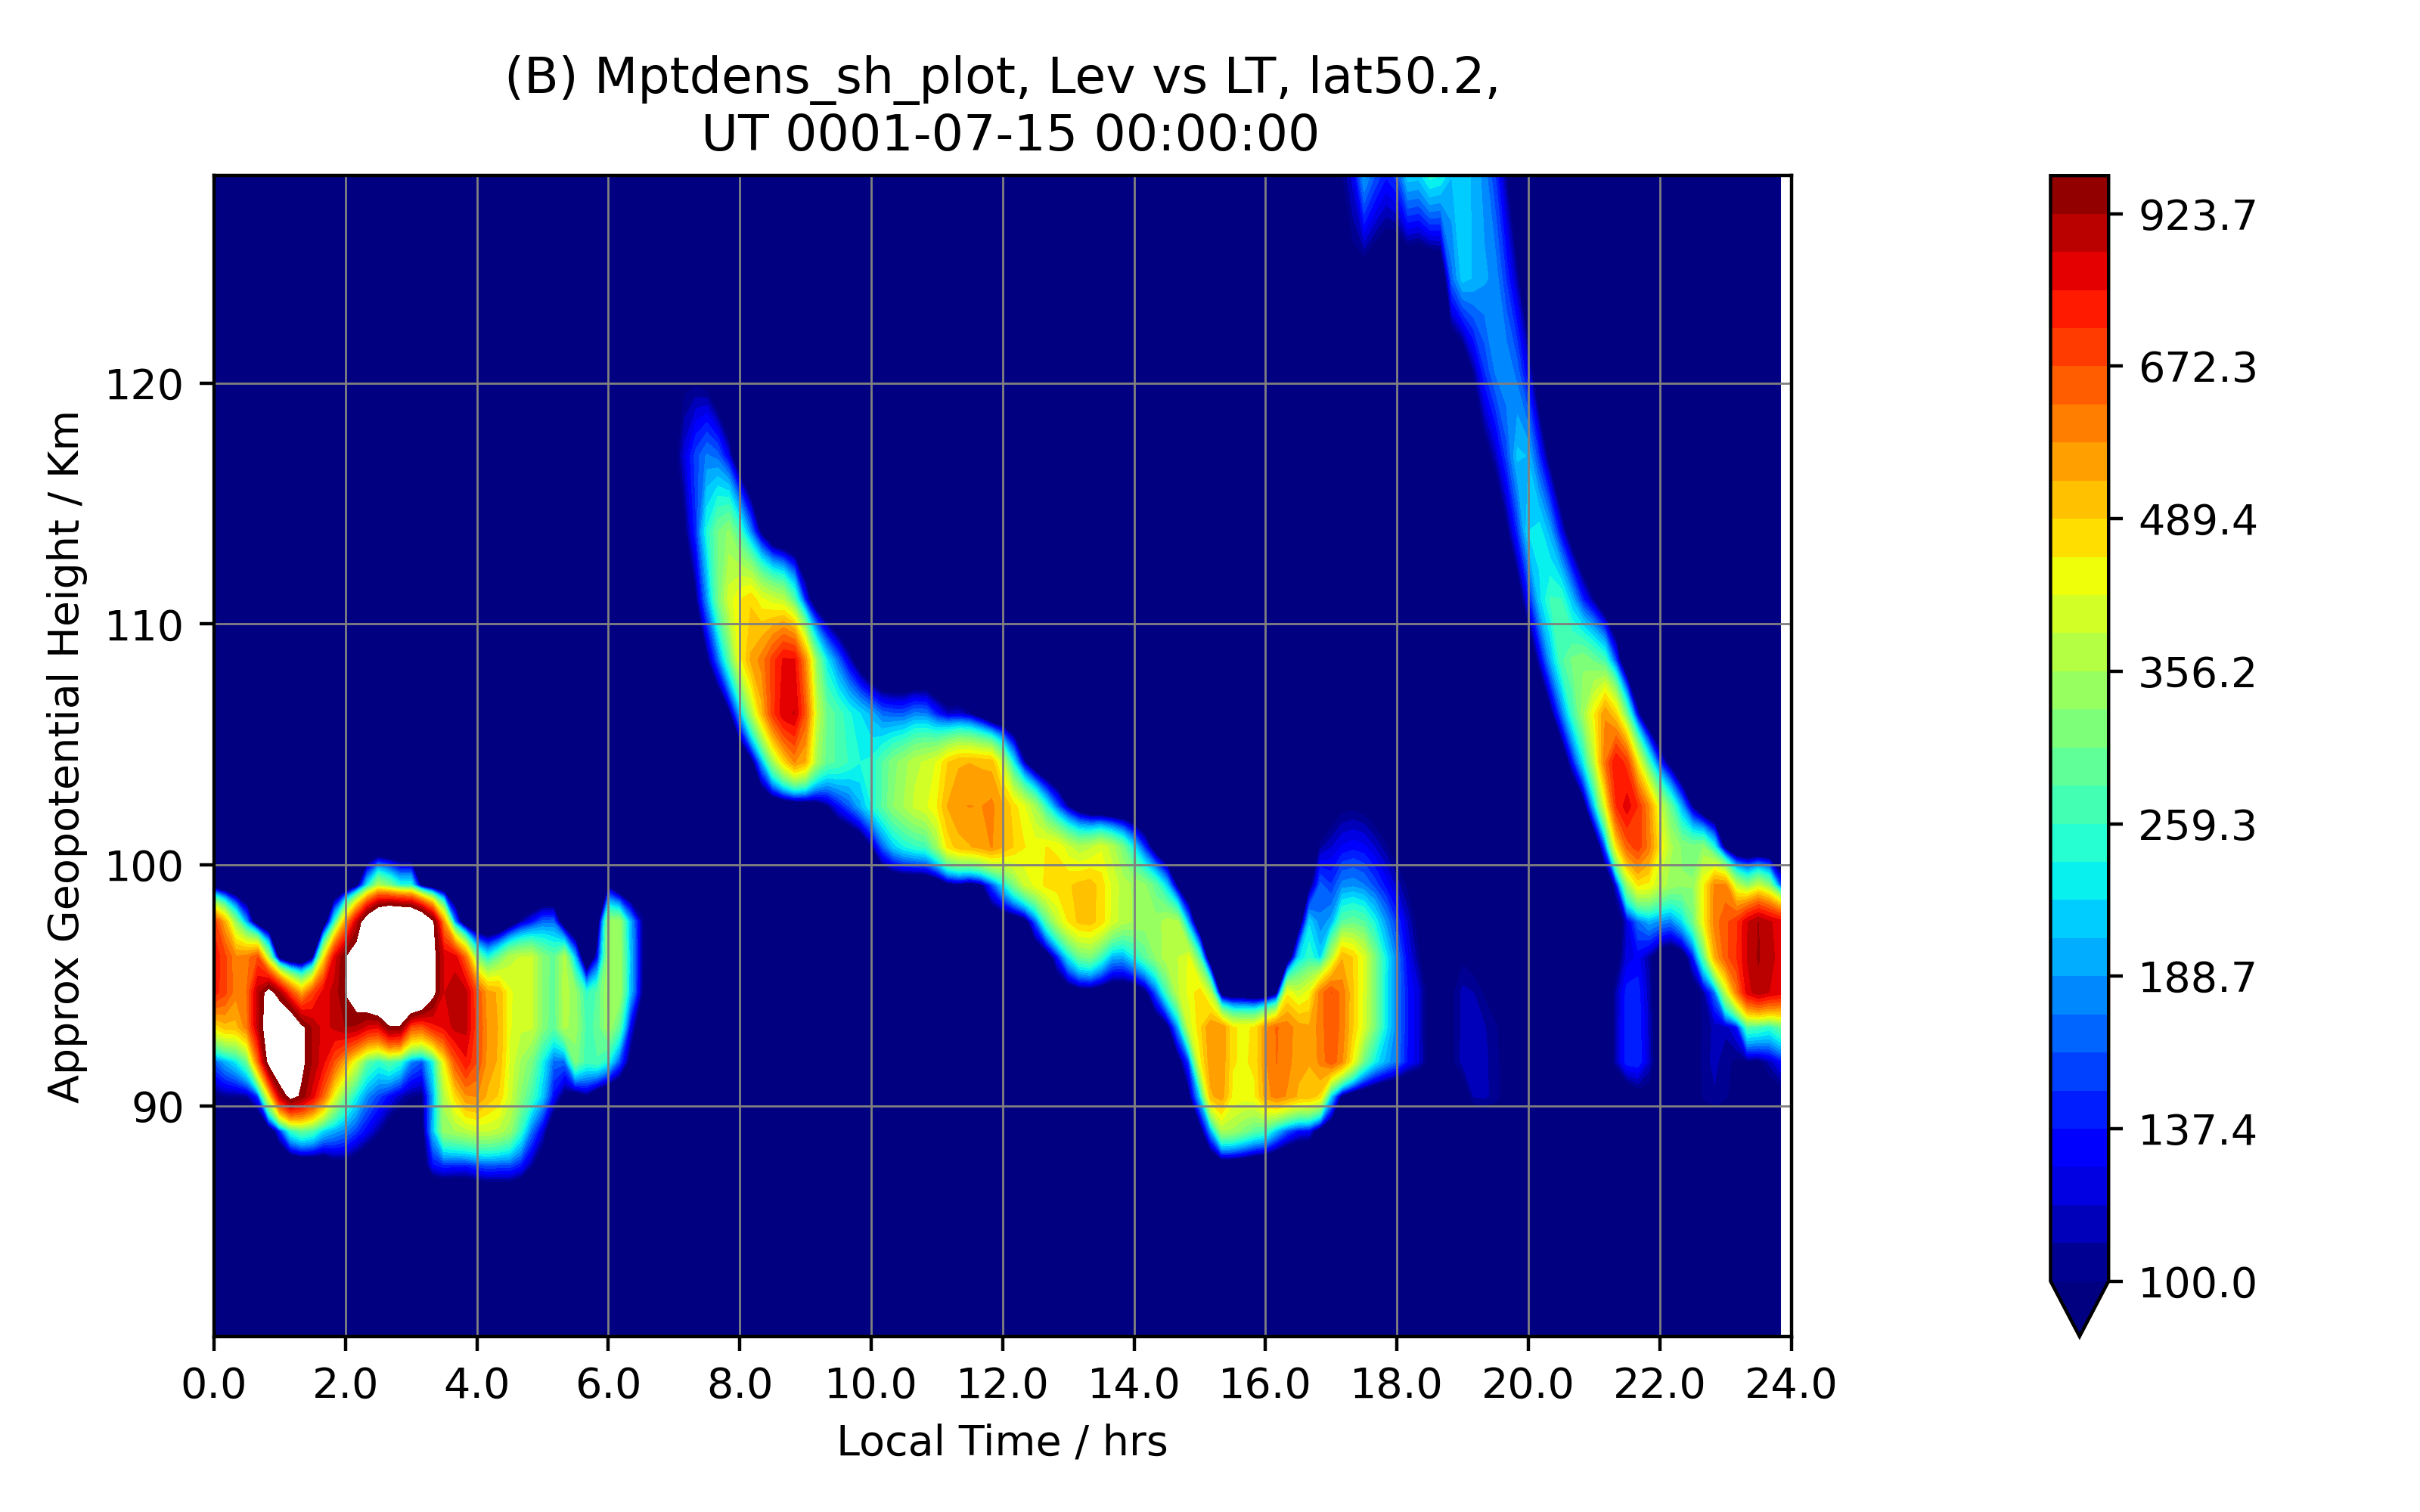 (B) Mptdens_sh_plot, Lev vs LT, lat50.2,
UT 0001-07-15 00:00:00
Approx Geopotential Height / Km
120
110
100
90
0.0 2.0 4.0 6.0 8.0 10.0 12.0 14.0 16.0 18.0 20.0 22.0 24.0
Local Time / hrs
923.7
672.3
489.4
356.2
259.3
188.7
137.4
100.0